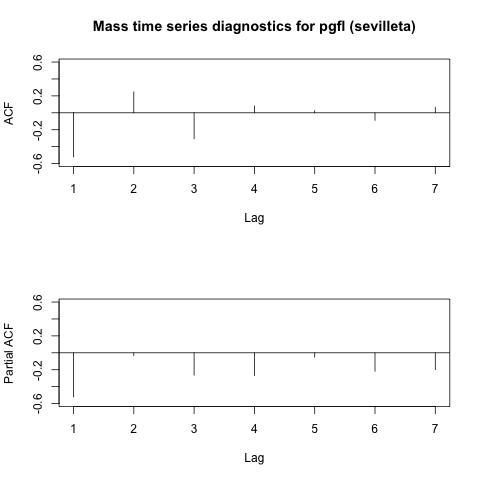 Mass time series diagnostics for pgfl (sevilleta)
ACF
0.6
0.2
-0.2
-0.6
1 2 3 4 5 6 7
Lag
Partial ACF
0.6
0.2
-0.2
-0.6
1 2 3 4 5 6 7
Lag